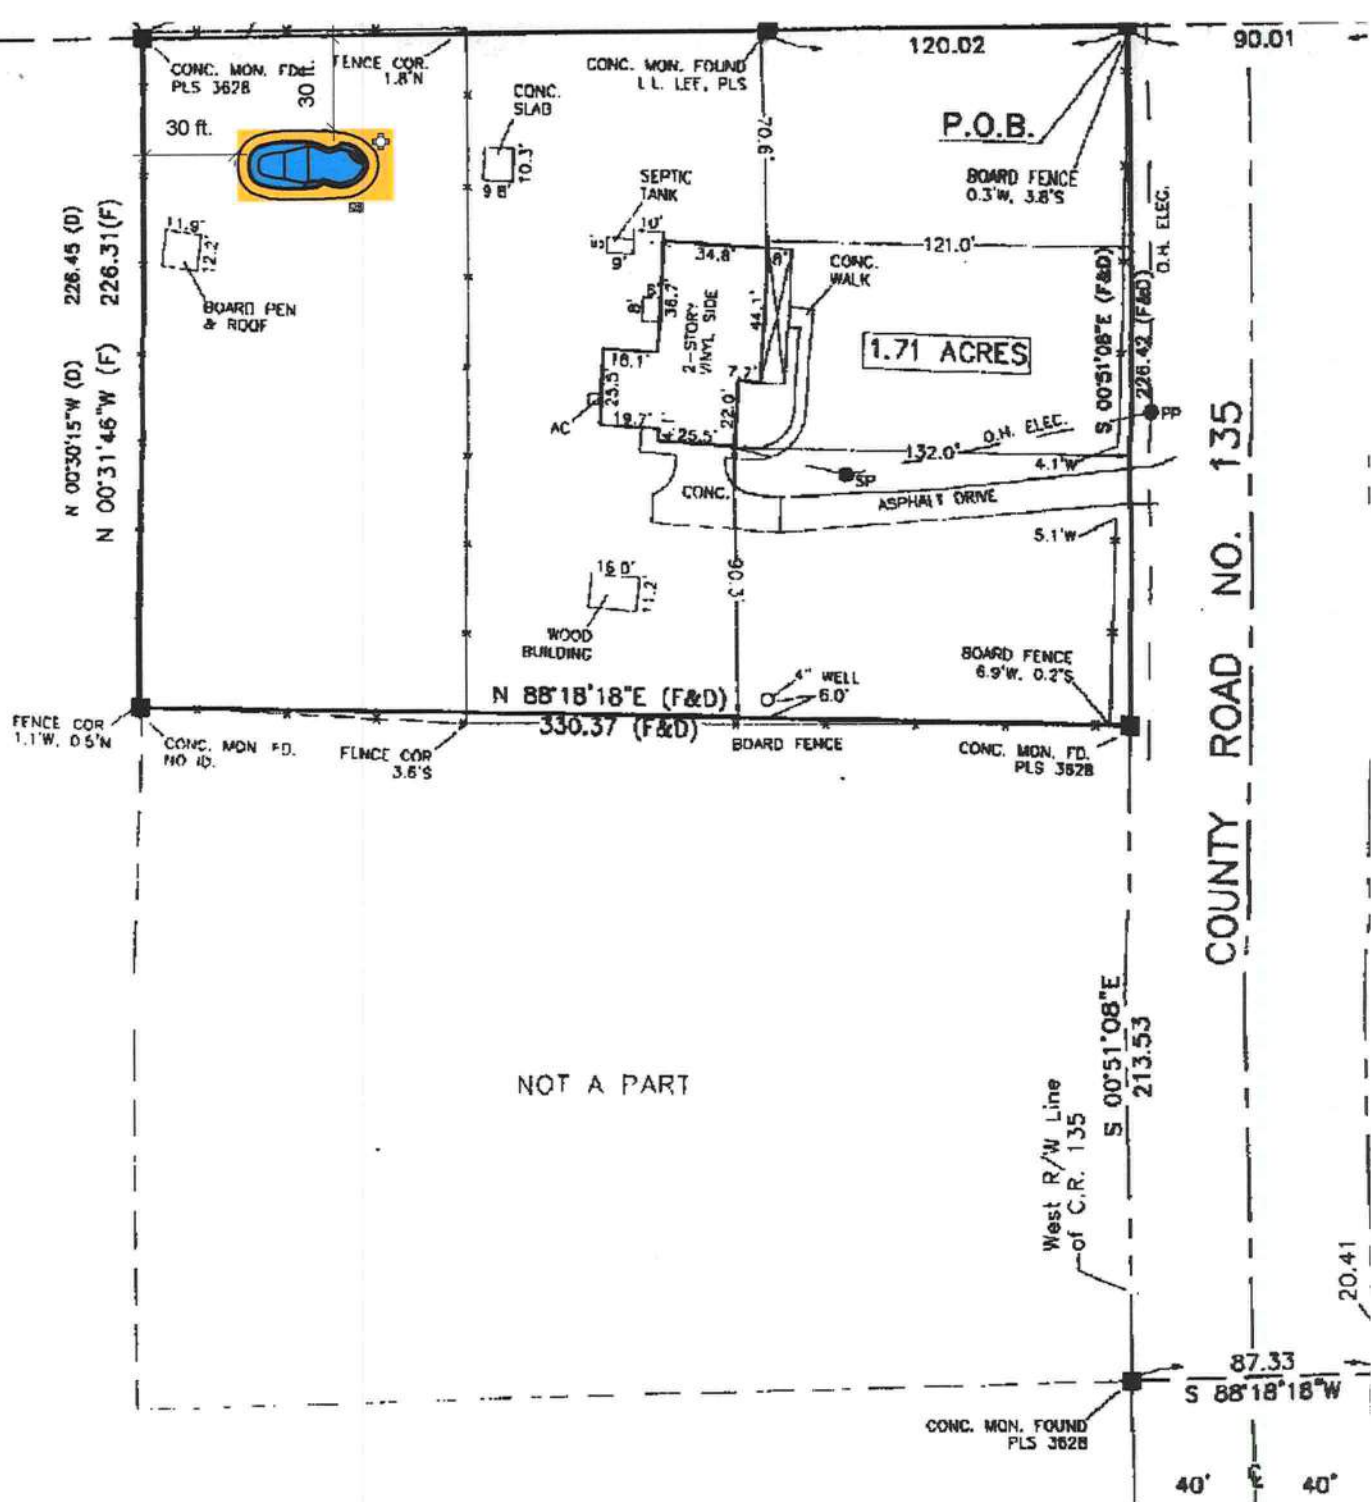 120.02
90.01
CONC. MON. FD.
PLS 3628
30 ft.
FENCE COR.
1.8'N
CONC. MON. FOUND
L.L. LEE, PLS
CONC.
SLAB
30 ft.
P.O.B.
70.6'
10.3'
9.8'
SEPTIC
TANK
BOARD FENCE
0.3'W, 3.8'S
O.H. ELEC.
11.9'
12.2'
10'
9'
34.8'
8'
121.0'
CONC.
WALK
BOARD PEN
& ROOF
N 00°30'15"W (D) 226.45 (D)
N 00°31'46"W (F) 226.31(F)
8'
36.7'
2-STORY
VINYL SIDE
44.1'
1.71 ACRES
S 00°51'08"E (F&D)
226.42 (F&D)
18.1'
7.7'
25.5'
22.0'
AC
19.7'
25.5'
PP
O.H. ELEC.
132.0'
4.1'W
SP
CONC.
ASPHALT DRIVE
5.1'W
COUNTY ROAD NO. 135
16.0'
11.2'
90.3'
WOOD
BUILDING
BOARD FENCE
6.9'W, 0.2'S
4" WELL
6.0'
N 88°18'18"E (F&D)
330.37 (F&D)
FENCE COR
1.1'W, 0.5'N
CONC. MON. FD.
NO ID.
FENCE COR
3.6'S
BOARD FENCE
CONC. MON. FD.
PLS 3628
NOT A PART
S 00°51'08"E
213.53
West R/W Line
of C.R. 135
20.41
87.33
S 88°18'18"W
CONC. MON. FOUND
PLS 3628
40'
40'